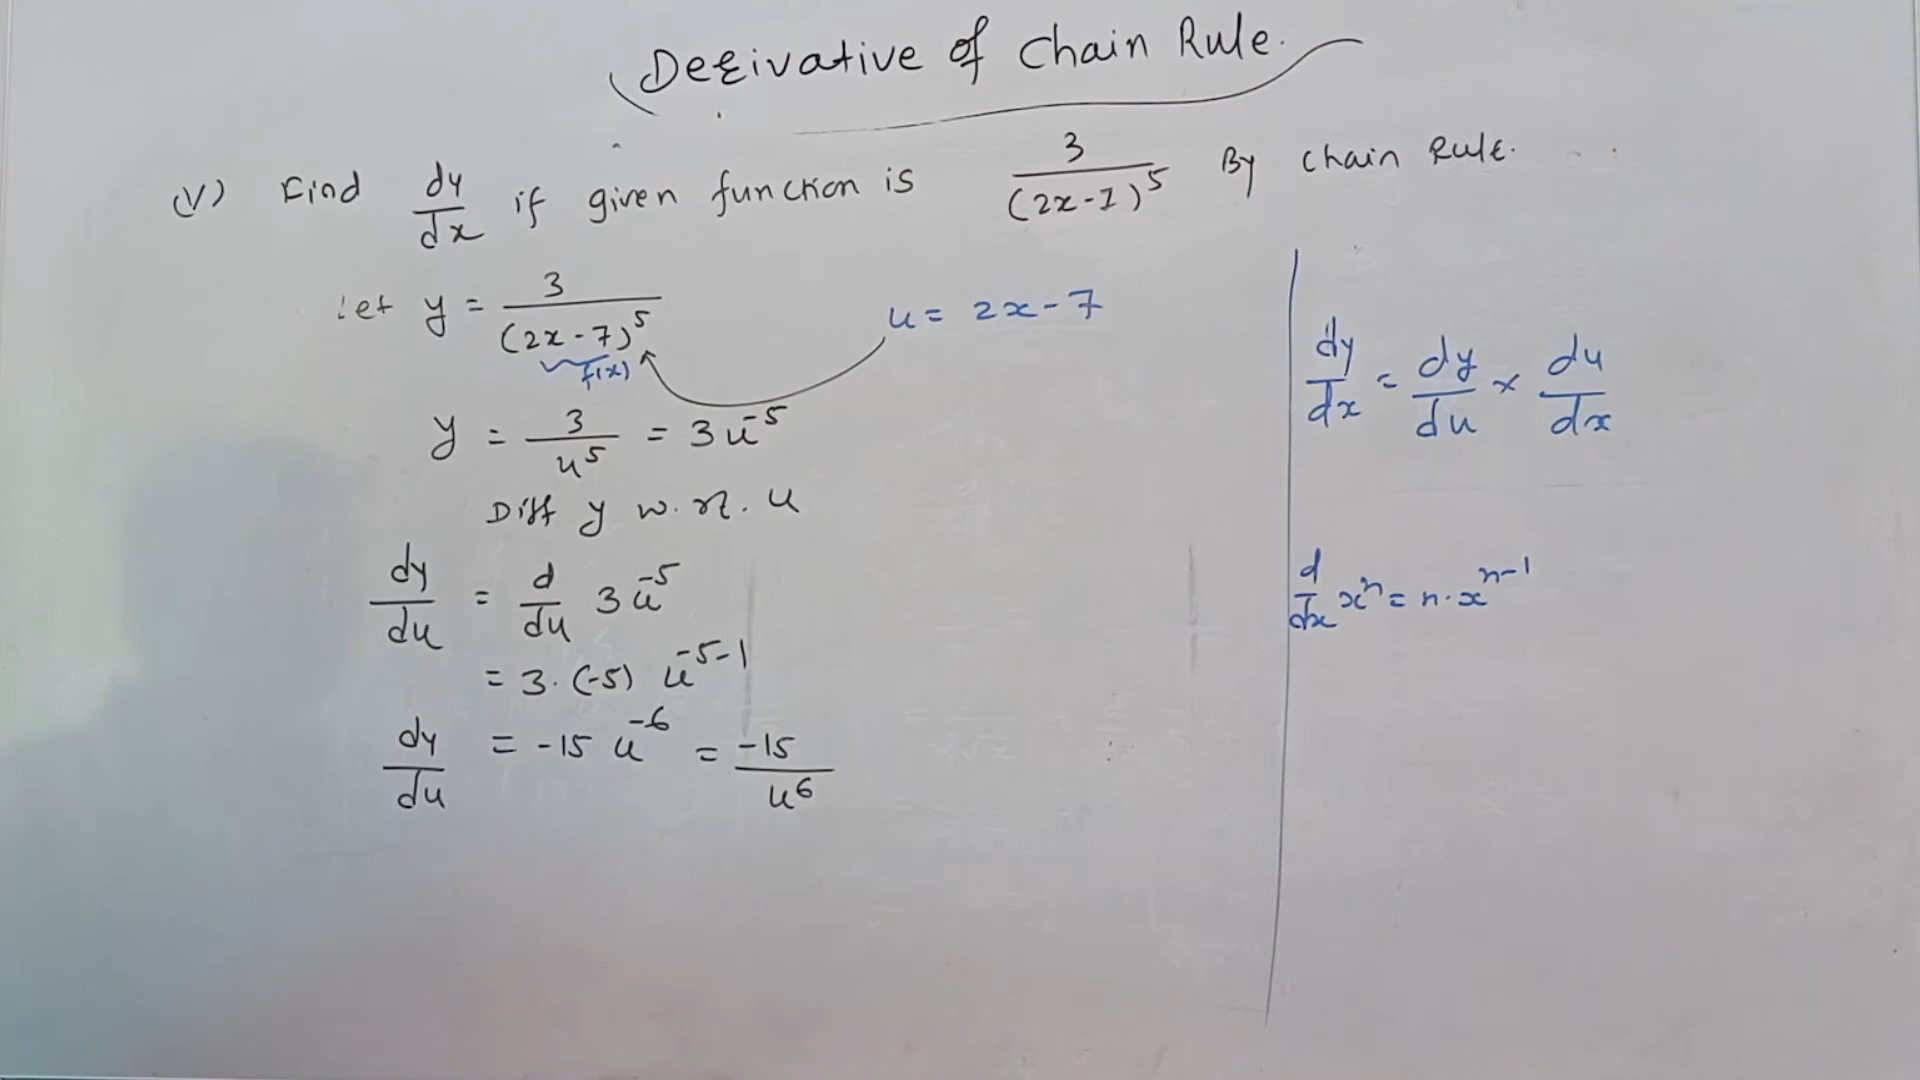 Derivative of Chain Rule.
(V) Find dy/dx if given function is 3/(2x-7)^5 By chain Rule.
Let y = 3/(2x-7)^5
f(x)
u = 2x-7
y = 3/u^5 = 3u^-5
Diff y w.r. u
dy/du = d/du 3u^-5
= 3.(-5) u^-5-1
dy/du = -15 u^-6 = -15/u^6
dy/dx = dy/du × du/dx
d/dx x^n = n.x^n-1